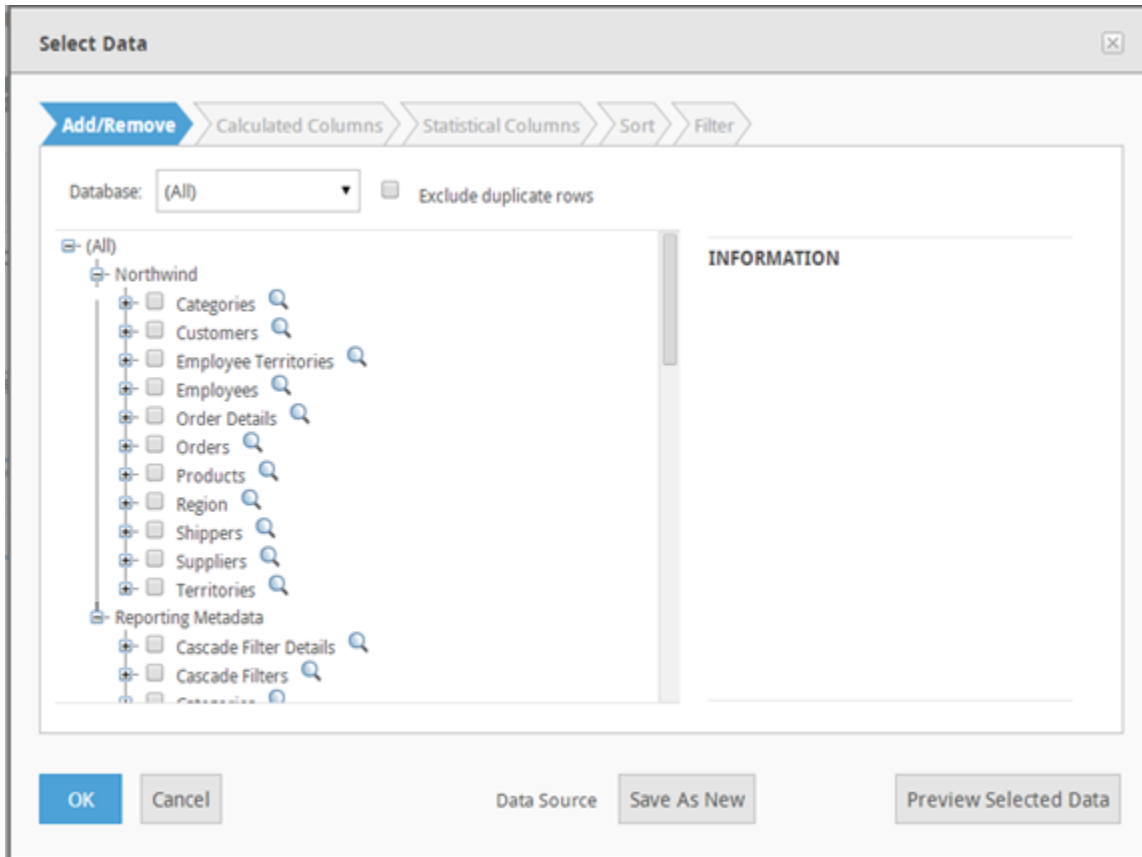 Select Data
Add/Remove Calculated Columns Statistical Columns Sort Filter
Database: (All) Exclude duplicate rows
(All)
INFORMATION
Northwind
Categories
Customers
Employee Territories
Employees
Order Details
Orders
Products
Region
Shippers
Suppliers
Territories
Reporting Metadata
Cascade Filter Details
Cascade Filters
OK Cancel Data Source Save As New Preview Selected Data